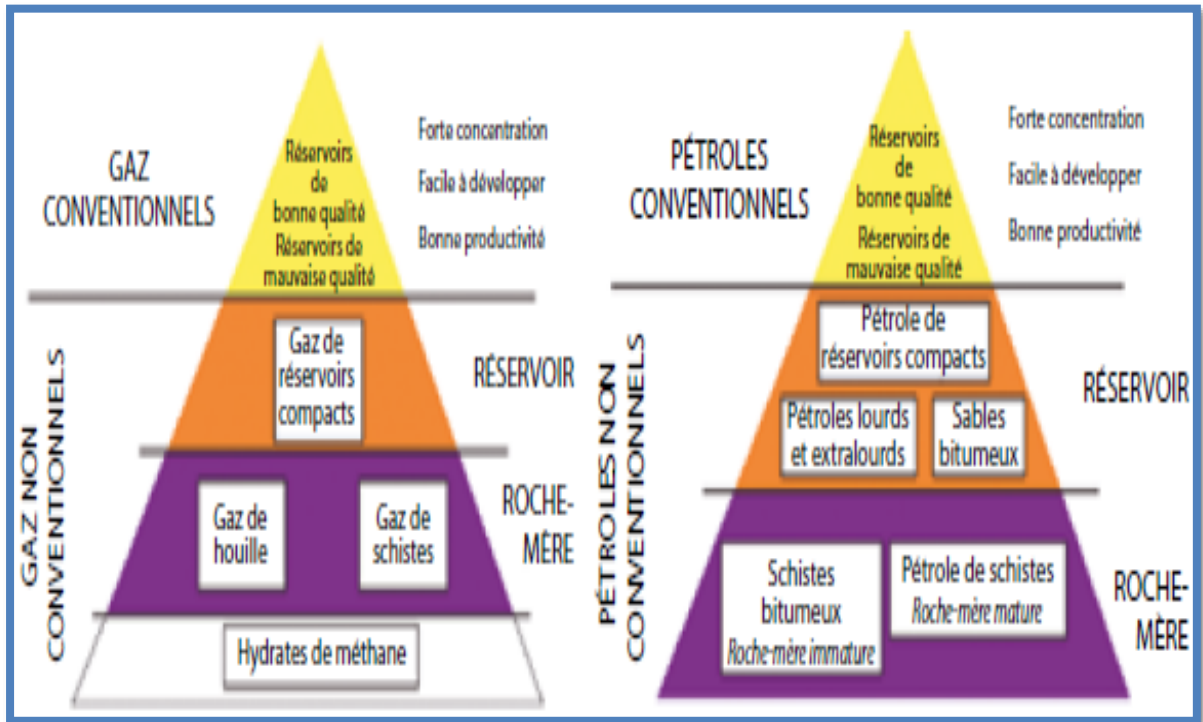 GAZ
CONVENTIONNELS
Réservoirs
de
bonne qualité
Réservoirs de
mauvaise qualité
Forte concentration
Facile à développer
Bonne productivité
GAZ NON
CONVENTIONNELS
Gaz de
réservoirs
compacts
RÉSERVOIR
Gaz de
houille
Gaz de
schistes
ROCHE-
MÈRE
Hydrates de méthane
PÉTROLES
CONVENTIONNELS
Réservoirs
de
bonne qualité
Réservoirs de
mauvaise qualité
Forte concentration
Facile à développer
Bonne productivité
PÉTROLES NON
CONVENTIONNELS
Pétrole de
réservoirs compacts
Pétroles lourds
et extralourds
Sables
bitumeux
RÉSERVOIR
Schistes
bitumeux
Roche-mère immature
Pétrole de schistes
Roche-mère mature
ROCHE-
MÈRE